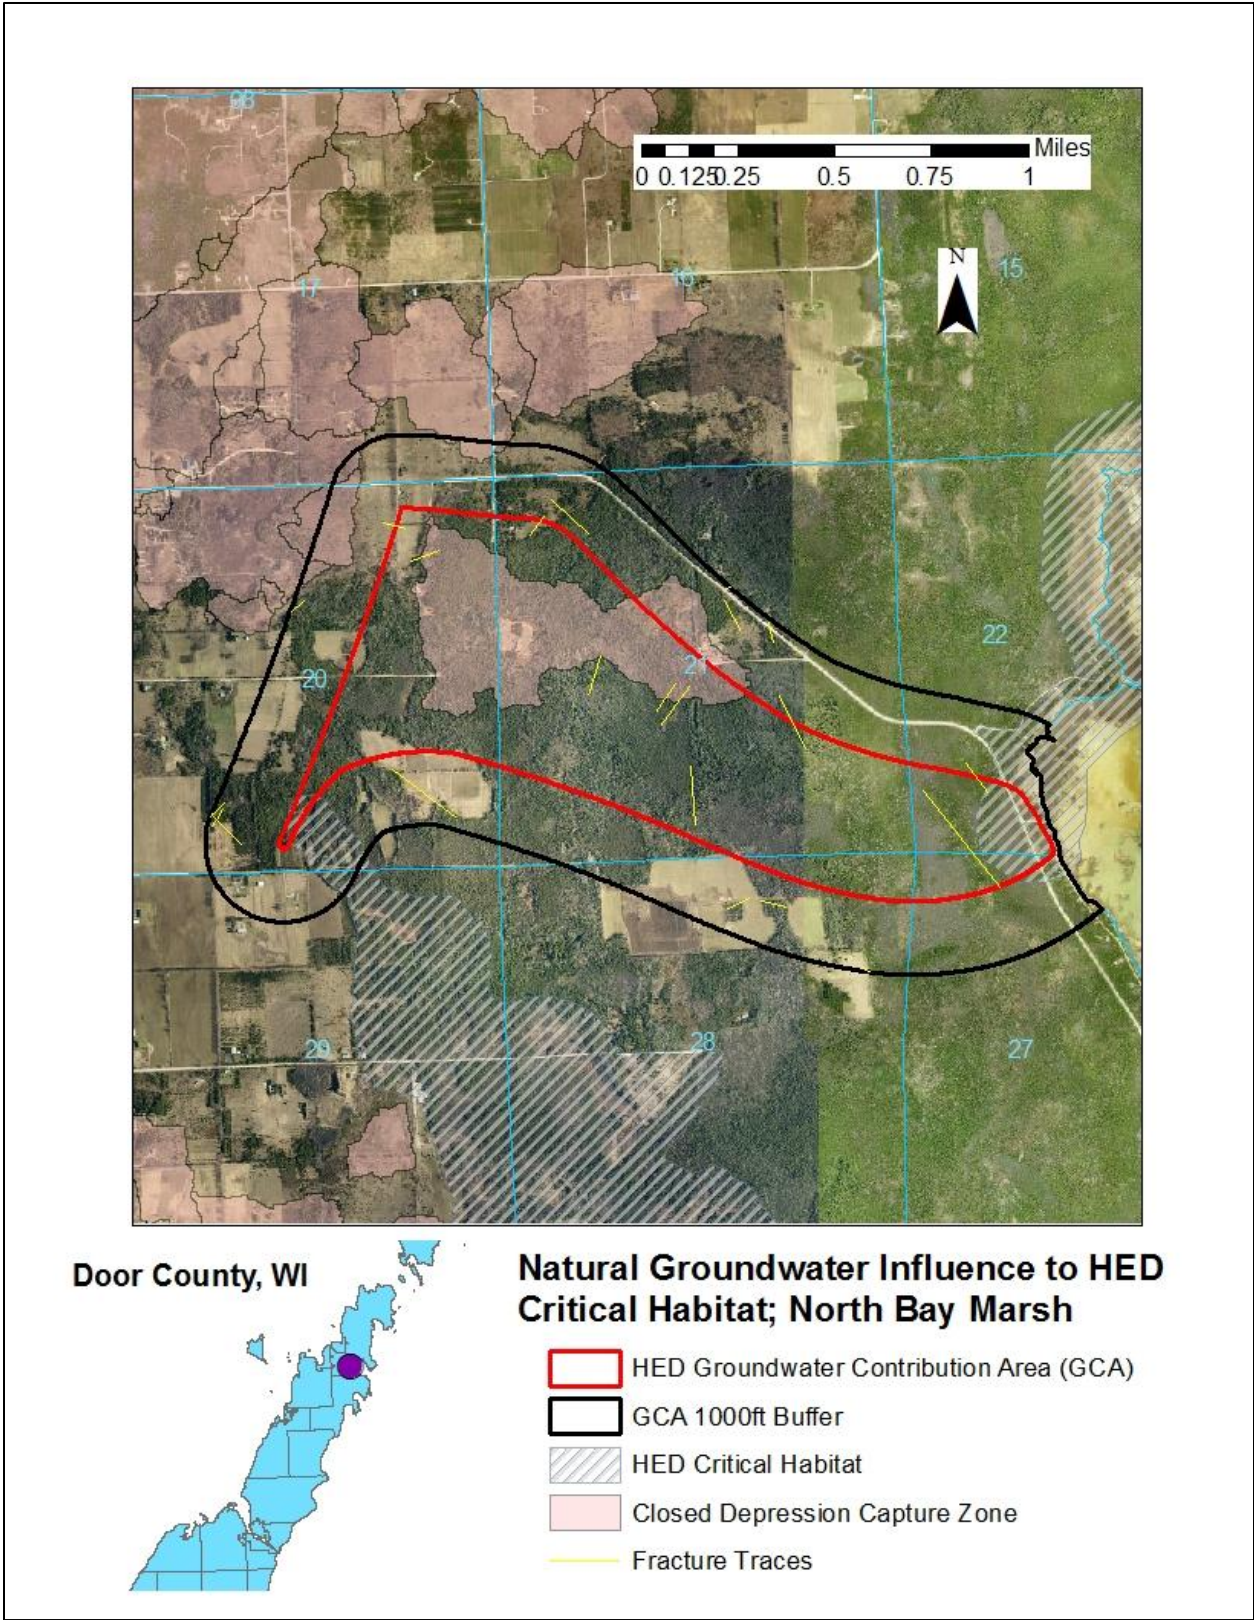 08
Miles
0 0.125 0.25 0.5 0.75 1
N
17
16
15
22
20
21
29
28
27
Door County, WI
Natural Groundwater Influence to HED
Critical Habitat; North Bay Marsh
HED Groundwater Contribution Area (GCA)
GCA 1000ft Buffer
HED Critical Habitat
Closed Depression Capture Zone
Fracture Traces